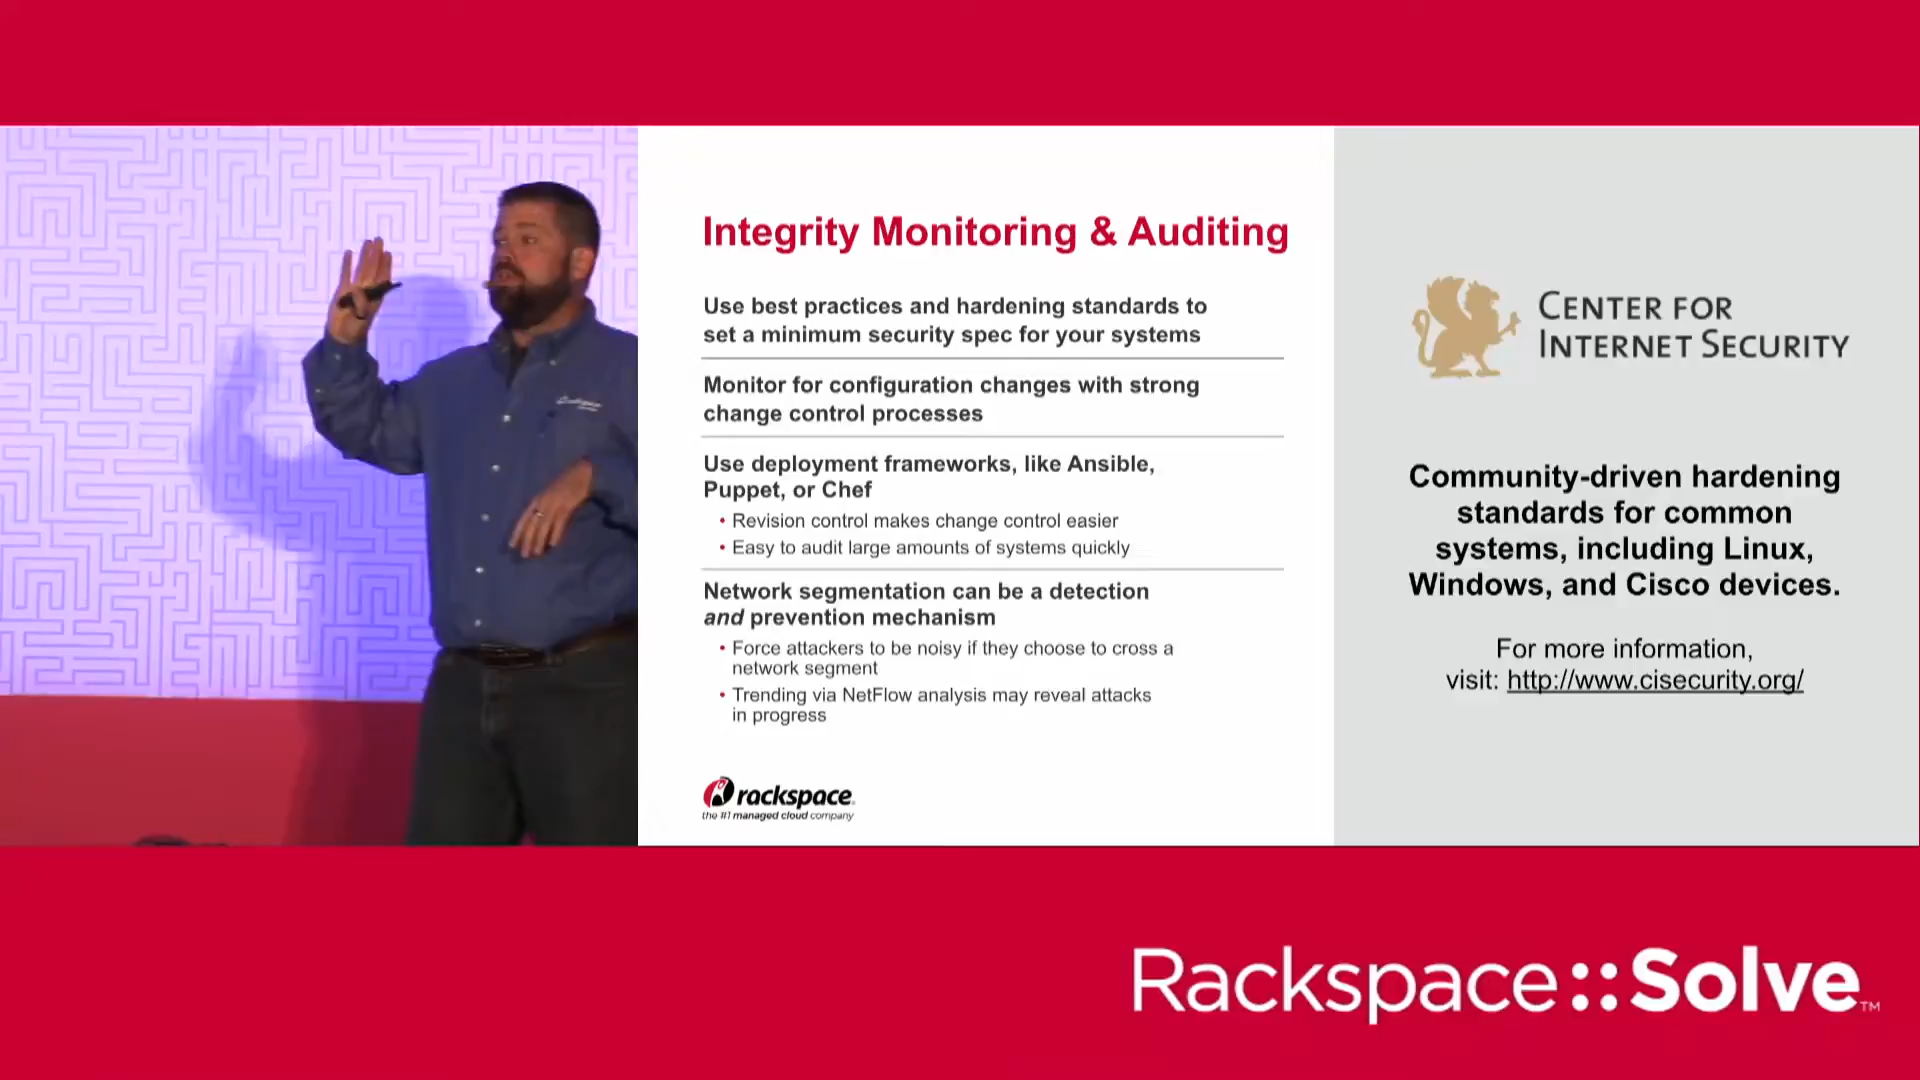 Integrity Monitoring & Auditing
Use best practices and hardening standards to
set a minimum security spec for your systems
Monitor for configuration changes with strong
change control processes
Use deployment frameworks, like Ansible,
Puppet, or Chef
• Revision control makes change control easier
• Easy to audit large amounts of systems quickly
Network segmentation can be a detection
and prevention mechanism
• Force attackers to be noisy if they choose to cross a
network segment
• Trending via NetFlow analysis may reveal attacks
in progress
rackspace
the #1 managed cloud company
CENTER FOR
INTERNET SECURITY
Community-driven hardening
standards for common
systems, including Linux,
Windows, and Cisco devices.
For more information,
visit: http://www.cisecurity.org/
Rackspace::Solve™